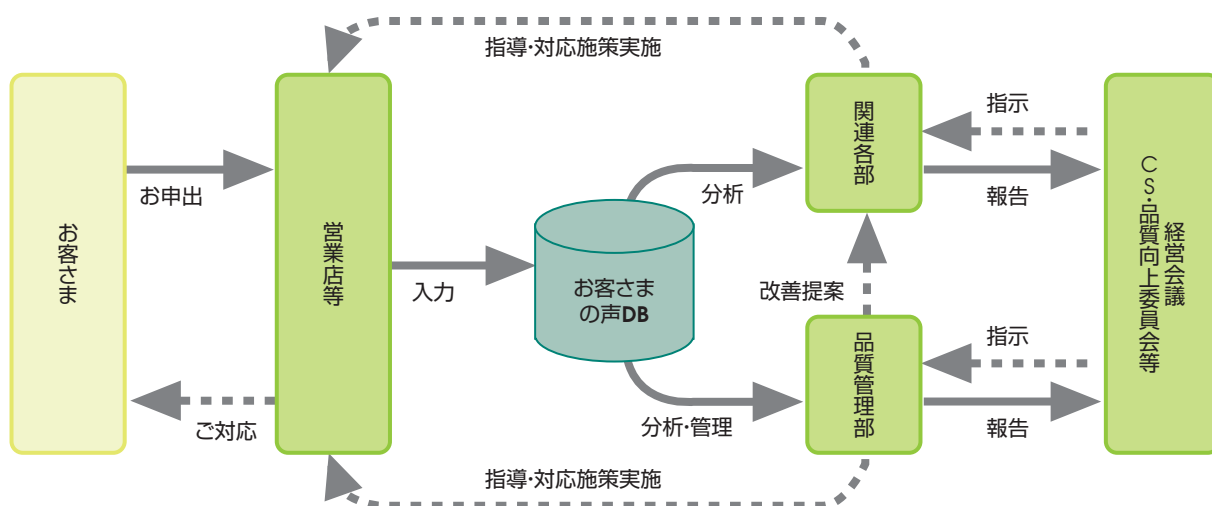 指導・対応施策実施
お客さま
お申出
ご対応
営業店等
入力
お客さま
の声DB
分析
分析・管理
関連各部
改善提案
品質管理部
指示
報告
指示
報告
経営会議
CS・品質向上委員会等
指導・対応施策実施